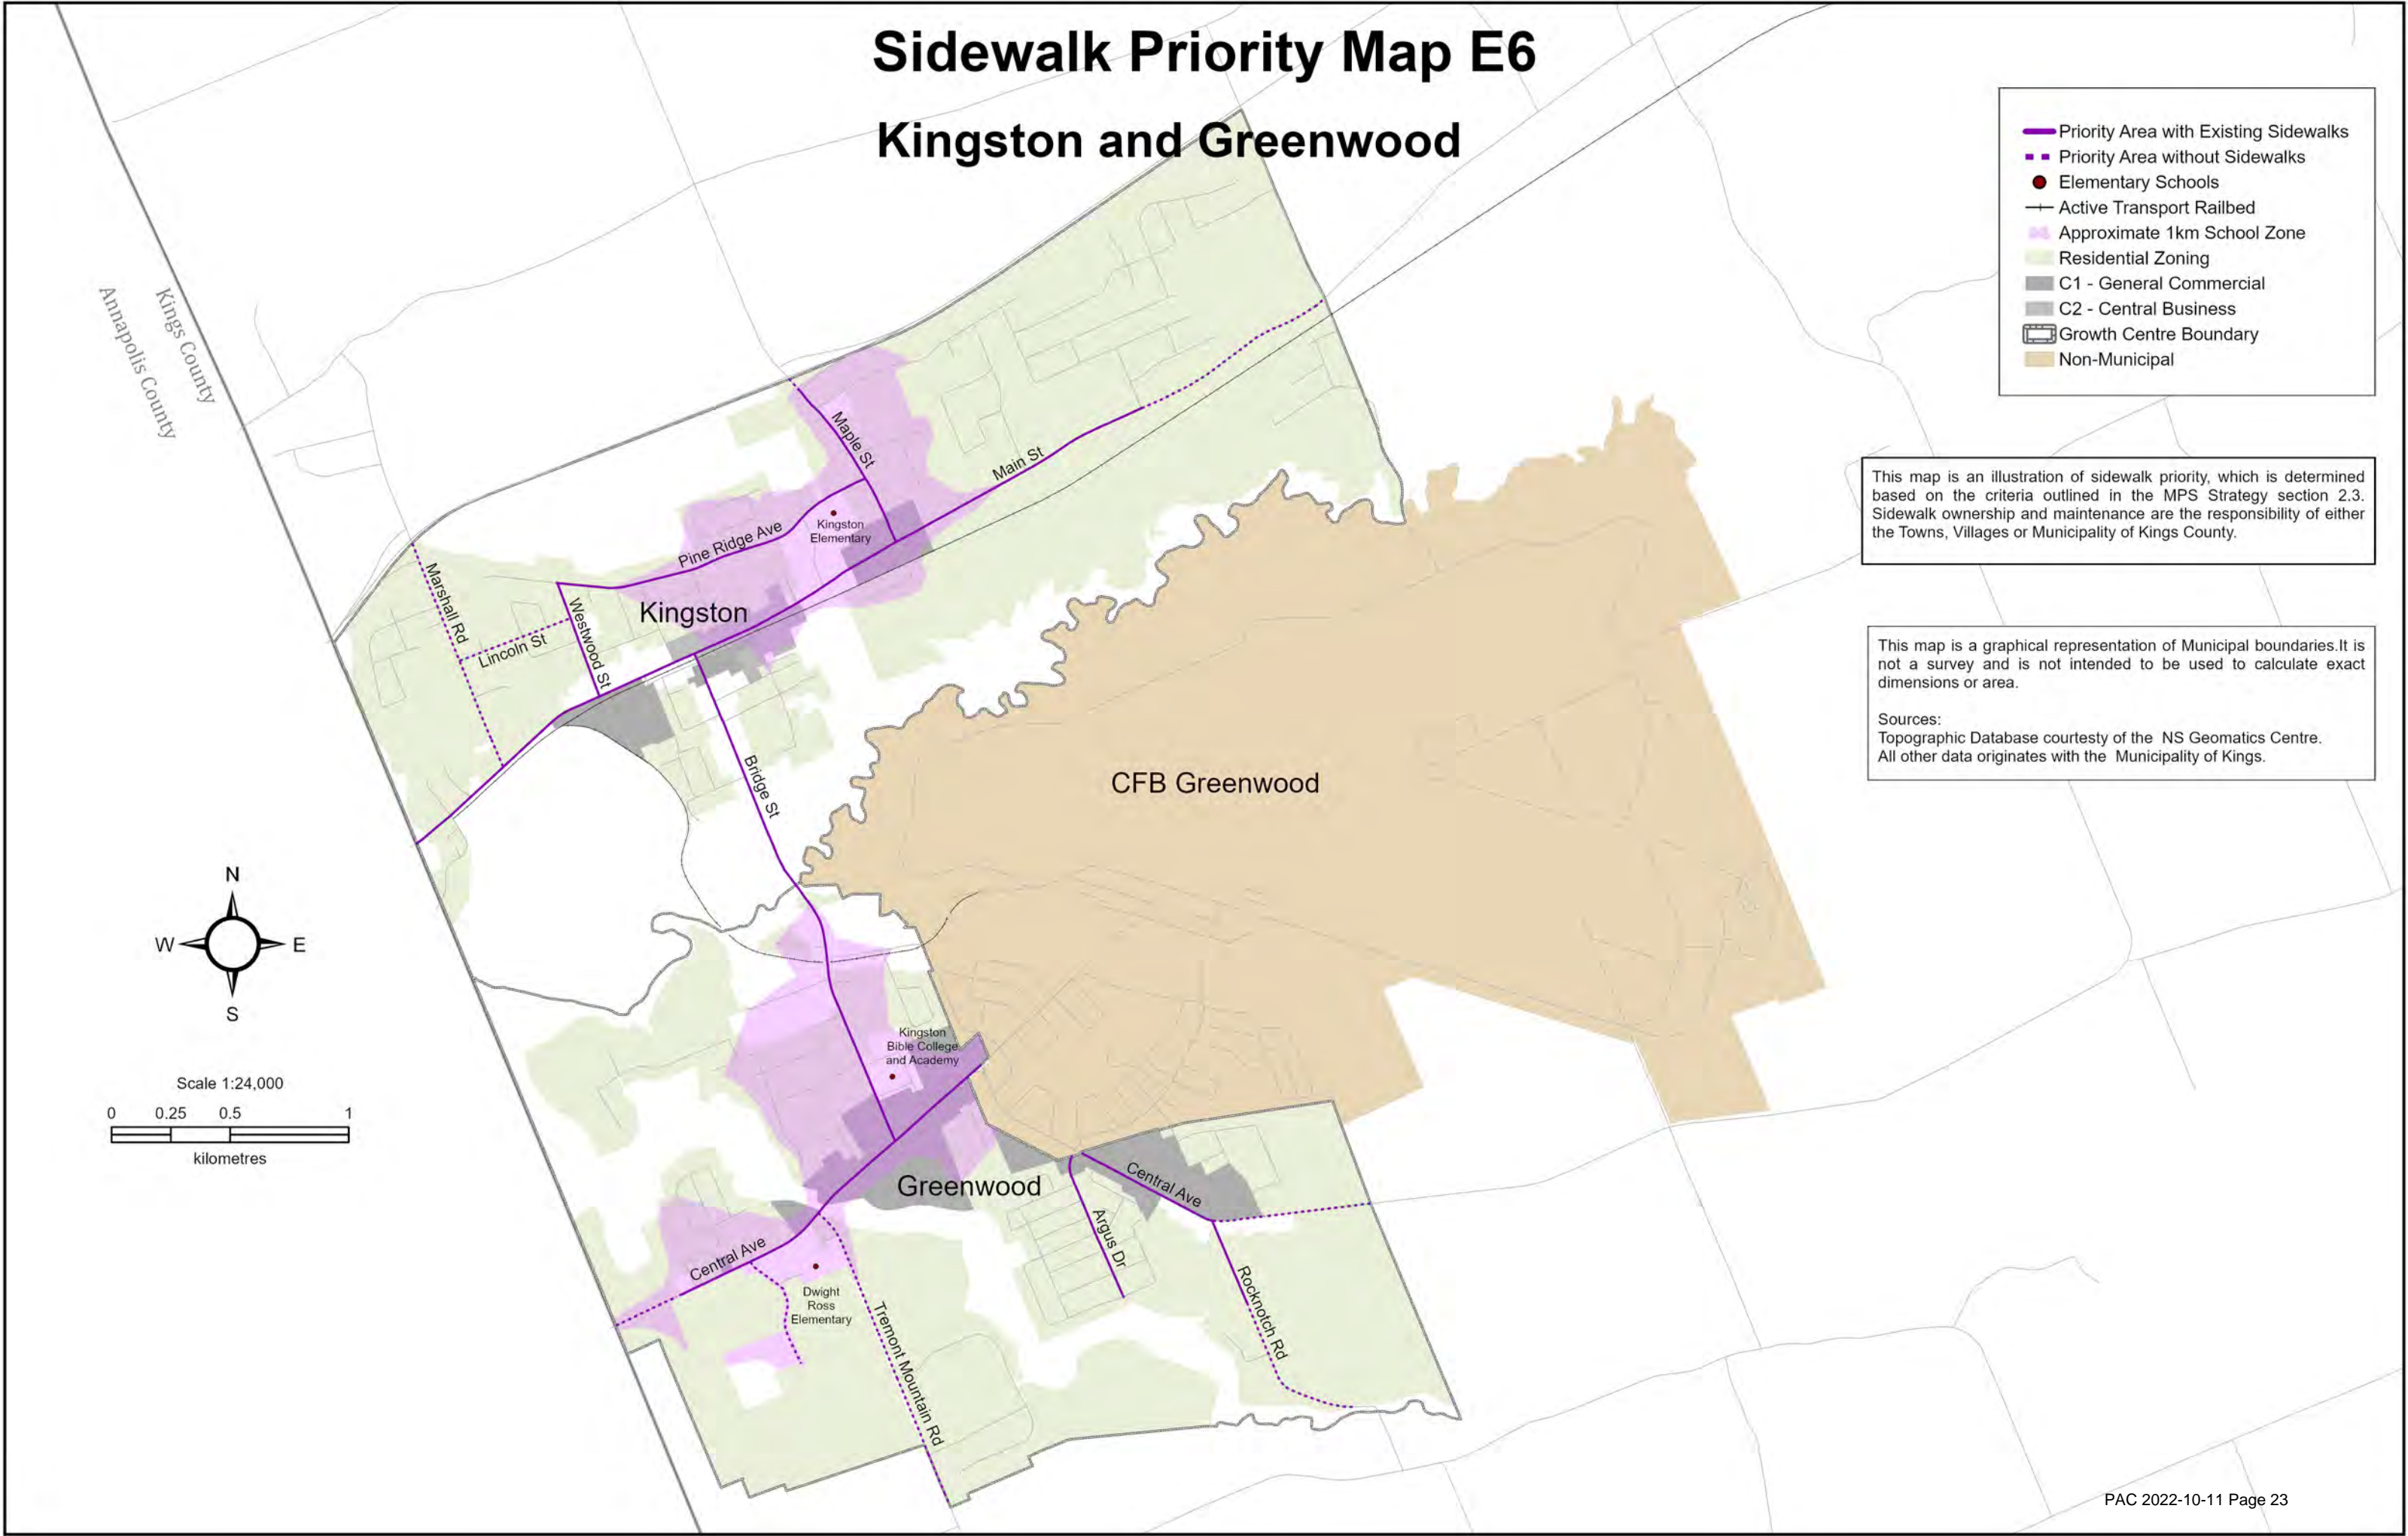 Sidewalk Priority Map E6
Kingston and Greenwood
Priority Area with Existing Sidewalks
Priority Area without Sidewalks
Elementary Schools
Active Transport Railbed
Approximate 1km School Zone
Residential Zoning
C1 - General Commercial
C2 - Central Business
Growth Centre Boundary
Non-Municipal
This map is an illustration of sidewalk priority, which is determined
based on the criteria outlined in the MPS Strategy section 2.3.
Sidewalk ownership and maintenance are the responsibility of either
the Towns, Villages or Municipality of Kings County.
This map is a graphical representation of Municipal boundaries.It is
not a survey and is not intended to be used to calculate exact
dimensions or area.
Sources:
Topographic Database courtesty of the NS Geomatics Centre.
All other data originates with the Municipality of Kings.
Kings County
Annapolis County
Maple St
Main St
Pine Ridge Ave
Kingston
Elementary
Marshall Rd
Lincoln St
Westwood St
Kingston
Bridge St
CFB Greenwood
N
W
E
S
Scale 1:24,000
0
0.25
0.5
1
kilometres
Kingston
Bible College
and Academy
Greenwood
Central Ave
Argus Dr
Rocknotch Rd
Central Ave
Dwight
Ross
Elementary
Tremont Mountain Rd
PAC 2022-10-11 Page 23